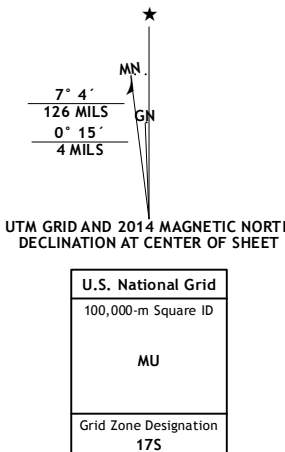 ★
MN
7° 4´
126 MILS
GN
0° 15´
4 MILS
UTM GRID AND 2014 MAGNETIC NORTH
DECLINATION AT CENTER OF SHEET
U.S. National Grid
100,000-m Square ID
MU
Grid Zone Designation
17S